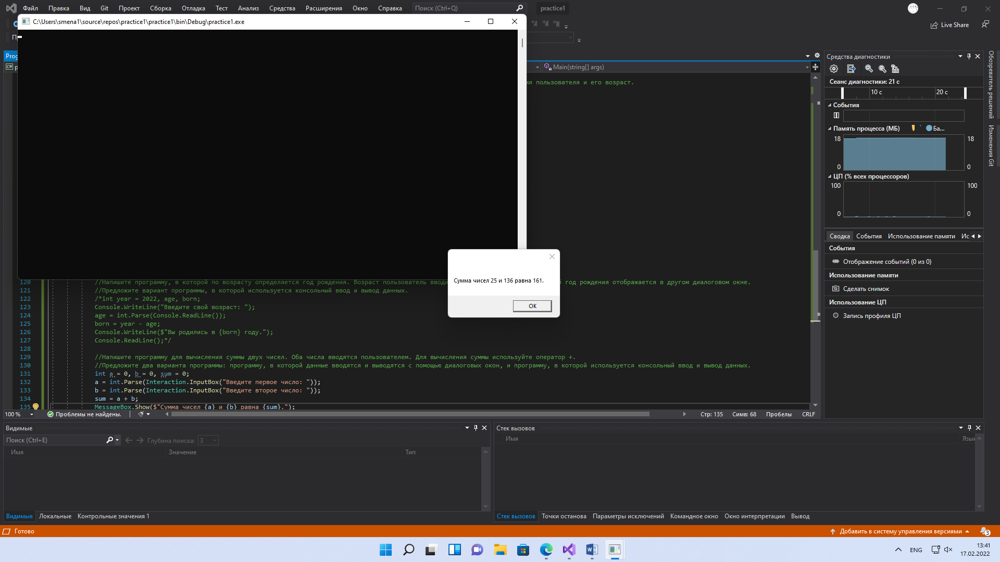 Файл Правка Вид Git Проект Сборка Отладка Тест Анализ Средства Расширения Окно Справка Поиск (Ctrl+Q) practice1
C:\Users\smena1\source\repos\practice1\practice1\bin\Debug\practice1.exe
Live Share
Prog
Main(string[] args)
пользователя и его возраст.
120 //Напишите программу, в которой по возрасту определяется год рождения. Возраст пользователь вводи год рождения отображается в другом диалоговом окне.
121 //Предложите вариант программы, в которой используется консольный ввод и вывод данных.
122 /*int year = 2022, age, born;
123 Console.WriteLine("Введите свой возраст: ");
124 age = int.Parse(Console.ReadLine());
125 born = year - age;
126 Console.WriteLine($"Вы родились в {born} году.");
127 Console.ReadLine();*/
128
129 //Напишите программу для вычисления суммы двух чисел. Оба числа вводятся пользователем. Для вычисления суммы используйте оператор +.
130 //Предложите два варианта программы: программу, в которой данные вводятся и выводятся с помощью диалоговых окон, и программу, в которой используется консольный ввод и вывод данных.
131 int a = 0, b = 0, sum = 0;
132 a = int.Parse(Interaction.InputBox("Введите первое число: "));
133 b = int.Parse(Interaction.InputBox("Введите второе число: "));
134 sum = a + b;
135 MessageBox.Show($"Сумма чисел {a} и {b} равна {sum}.");
Сумма чисел 25 и 136 равна 161.
OK
100 % Проблемы не найдены. Стр: 135 Симв: 68 Пробелы CRLF
Средства диагностики
Сеанс диагностики: 21 с
10 с 20 с
События
Память процесса (МБ) Ба...
18 18
0 0
ЦП (% всех процессоров)
100 100
0 0
Сводка События Использование памяти Ис
События
Отображение событий (0 из 0)
Использование памяти
Сделать снимок
Использование ЦП
Запись профиля ЦП
Обозреватель решений
Изменения Git
Видимые
Поиск (Ctrl+E) Глубина поиска: 3
Имя Значение Тип
Видимые Локальные Контрольные значения 1
Стек вызовов
Имя Язык
Стек вызовов Точки останова Параметры исключений Командное окно Окно интерпретации Вывод
Готово
Добавить в систему управления версиями 3
ENG
13:41
17.02.2022